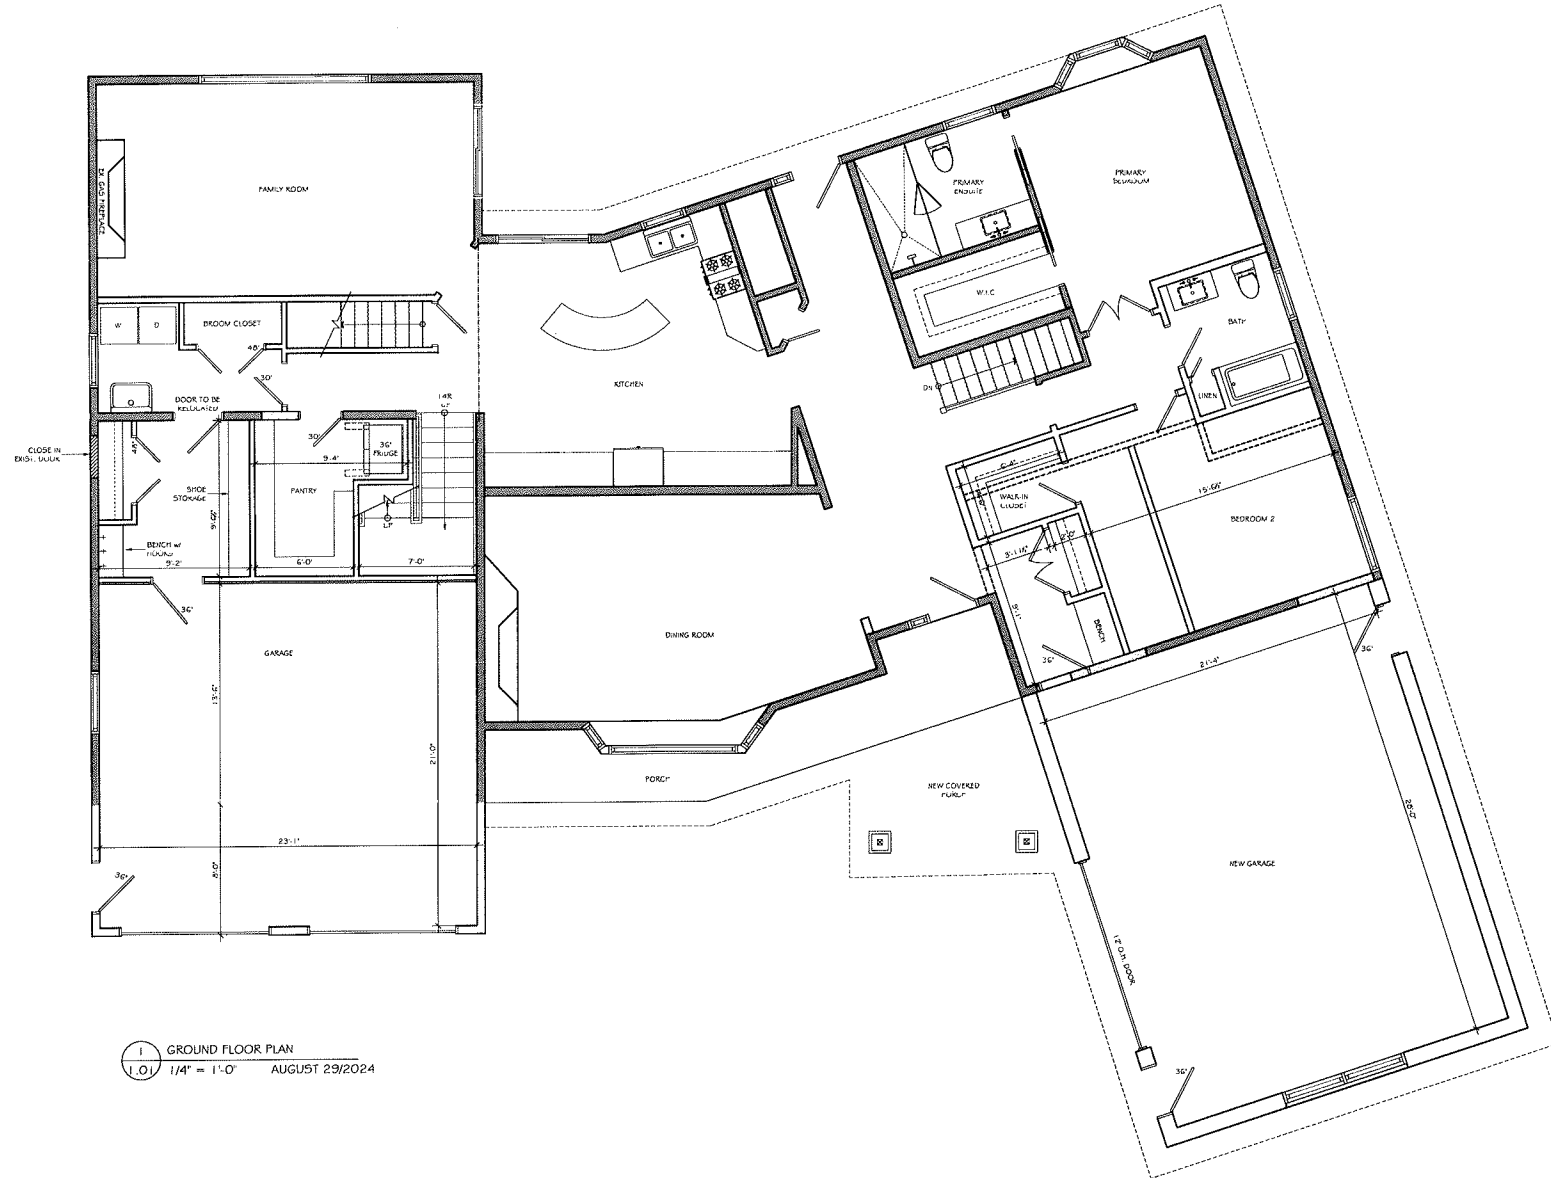 FAMILY ROOM
EX. GAS FIREPLACE
PRIMARY
ENSUITE
PRIMARY
BEDROOM
W.I.C
BATH
LINEN
W
D
BROOM CLOSET
48"
30"
DOOR TO BE
RELOCATED
CLOSE IN
EXIST. DOOR
48"
SHOE
STORAGE
BENCH w/
HOOKS
9'-2"
30"
9'-4"
36"
FRIDGE
PANTRY
6'-0"
14R
UP
UP
7'-0"
KITCHEN
DN
WALK-IN
CLOSET
15'-6½"
BEDROOM 2
9'-1"
BENCH
36"
36"
21'-4"
36"
GARAGE
13'-6"
21'-0"
23'-1"
8'-0"
36"
DINING ROOM
PORCH
NEW COVERED
PORCH
28'-0"
NEW GARAGE
12' O.H. DOOR
36"
1
1.01
GROUND FLOOR PLAN
1/4" = 1'-0" AUGUST 29/2024